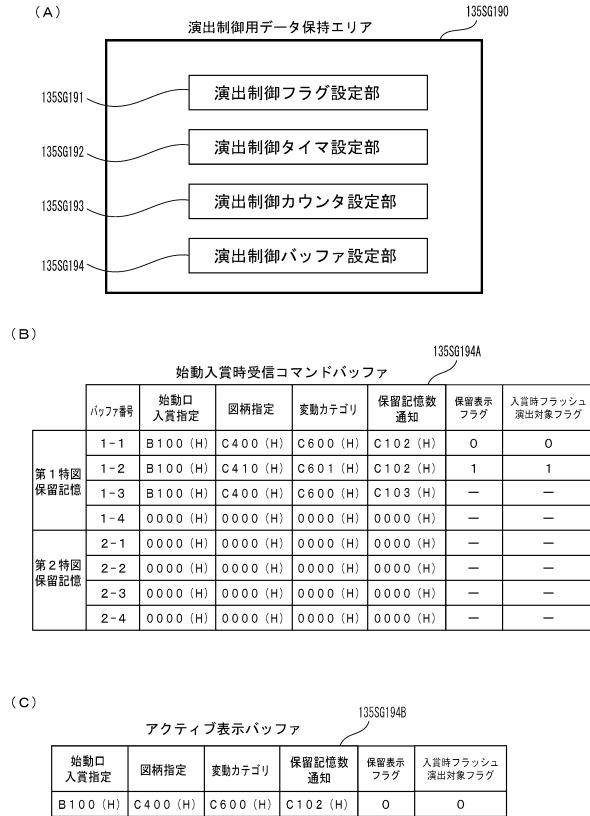 （Ａ）
演出制御用データ保持エリア
135SG190
135SG191
演出制御フラグ設定部
135SG192
演出制御タイマ設定部
135SG193
演出制御カウンタ設定部
135SG194
演出制御バッファ設定部
（Ｂ）
135SG194A
始動入賞時受信コマンドバッファ
バッファ番号 始動口入賞指定 図柄指定 変動カテゴリ 保留記憶数通知 保留表示フラグ 入賞時フラッシュ演出対象フラグ
第１特図保留記憶
１-１ Ｂ１００（Ｈ） Ｃ４００（Ｈ） Ｃ６００（Ｈ） Ｃ１０２（Ｈ） ０ ０
１-２ Ｂ１００（Ｈ） Ｃ４１０（Ｈ） Ｃ６０１（Ｈ） Ｃ１０２（Ｈ） １ １
１-３ Ｂ１００（Ｈ） Ｃ４００（Ｈ） Ｃ６００（Ｈ） Ｃ１０３（Ｈ） － －
１-４ ００００（Ｈ） ００００（Ｈ） ００００（Ｈ） ００００（Ｈ） － －
第２特図保留記憶
２-１ ００００（Ｈ） ００００（Ｈ） ００００（Ｈ） ００００（Ｈ） － －
２-２ ００００（Ｈ） ００００（Ｈ） ００００（Ｈ） ００００（Ｈ） － －
２-３ ００００（Ｈ） ００００（Ｈ） ００００（Ｈ） ００００（Ｈ） － －
２-４ ００００（Ｈ） ００００（Ｈ） ００００（Ｈ） ００００（Ｈ） － －
（Ｃ）
135SG194B
アクティブ表示バッファ
始動口入賞指定 図柄指定 変動カテゴリ 保留記憶数通知 保留表示フラグ 入賞時フラッシュ演出対象フラグ
Ｂ１００（Ｈ） Ｃ４００（Ｈ） Ｃ６００（Ｈ） Ｃ１０２（Ｈ） ０ ０